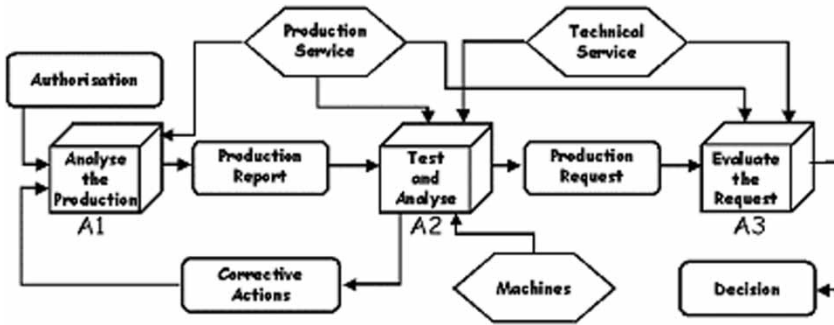 Production
Service
Technical
Service
Authorisation
Analyse
the
Production
A1
Production
Report
Test
and
Analyse
A2
Production
Request
Evaluate
the
Request
A3
Corrective
Actions
Machines
Decision